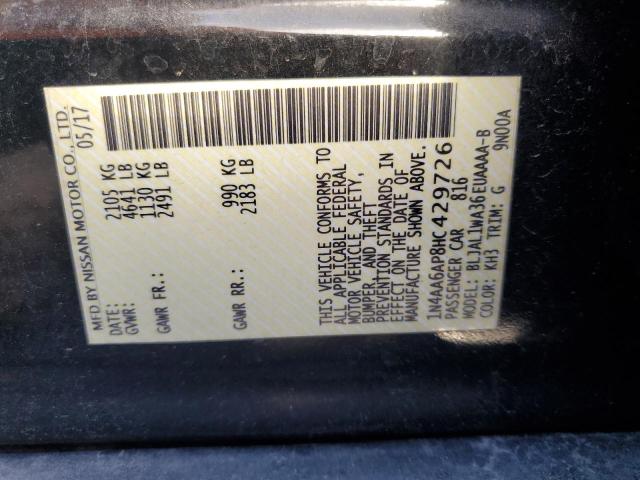 MFD BY NISSAN MOTOR CO., LTD.
DATE: 05/17
GVWR: 2105 KG
4641 LB
GAWR FR.: 1130 KG
2491 LB
GAWR RR.: 990 KG
2183 LB
THIS VEHICLE CONFORMS TO
ALL APPLICABLE FEDERAL
MOTOR VEHICLE SAFETY,
BUMPER, AND THEFT
PREVENTION STANDARDS IN
EFFECT ON THE DATE OF
MANUFACTURE SHOWN ABOVE.
1N4AA6AP8HC429726
PASSENGER CAR 816
MODEL: BLJALIWA36EUAAAA-B
COLOR: KH3 TRIM: G 9N00A